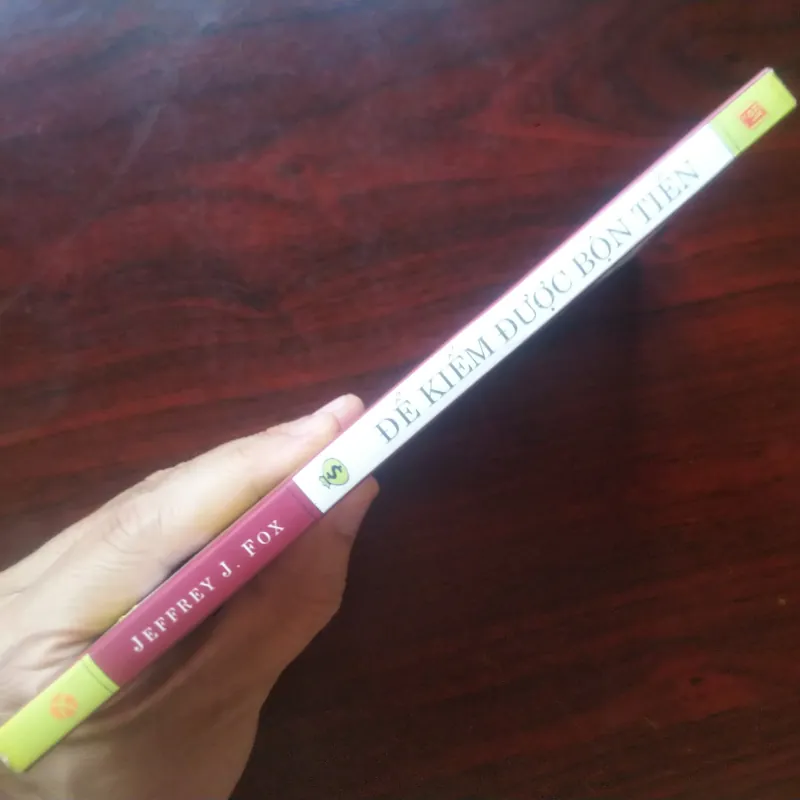 JEFFREY J. FOX
ĐỂ KIẾM ĐƯỢC BỘN TIỀN